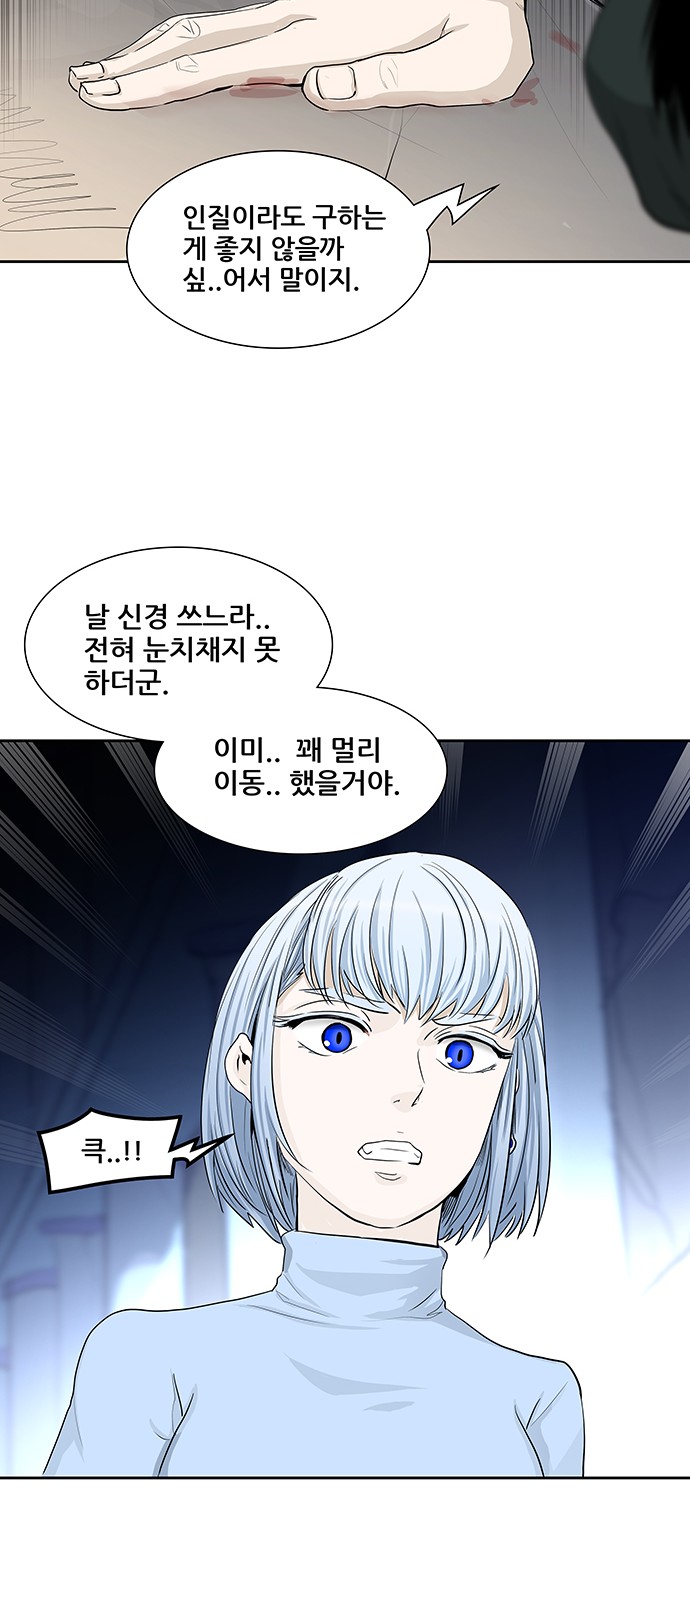 인질이라도 구하는
게 좋지 않을까
싶..어서 말이지.
날 신경 쓰느라..
전혀 눈치채지 못
하더군.
이미.. 꽤 멀리
이동.. 했을거야.
큭..!!